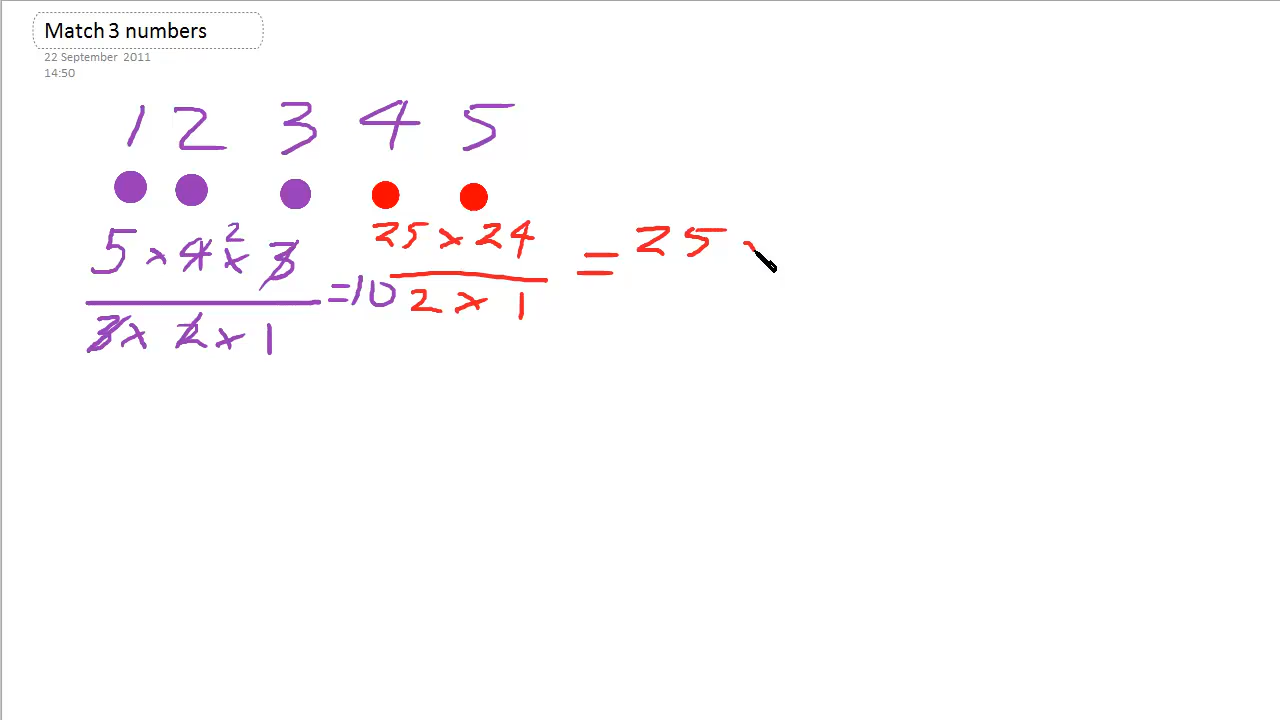 Match 3 numbers
22 September 2011
14:50
1 2 3 4 5
5 × 4 2 × 3
3 × 2 × 1
= 10
25 × 24
2 × 1
= 25